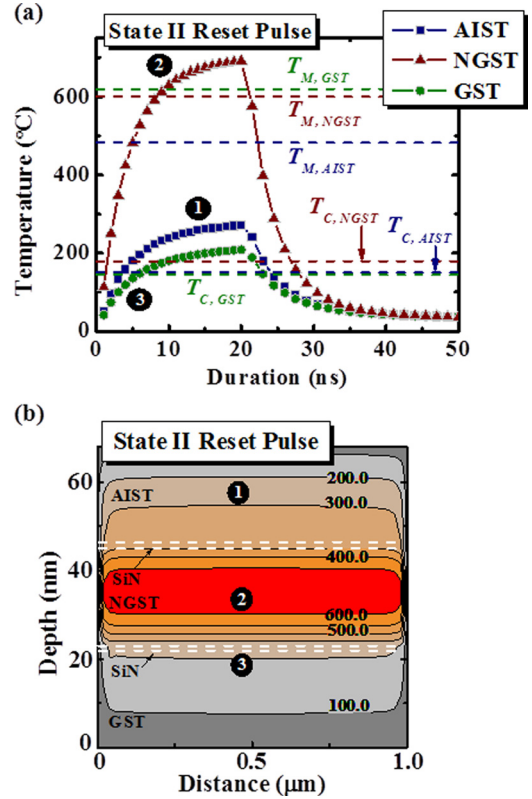 (a)
State II Reset Pulse
AIST
NGST
GST
2
T_M, GST
T_M, NGST
T_M, AIST
1
T_C, NGST
T_C, AIST
3
T_C, GST
600
400
200
0
Temperature (°C)
0 10 20 30 40 50
Duration (ns)
(b)
State II Reset Pulse
60
40
20
0
Depth (nm)
200.0
AIST
1
300.0
400.0
SiN
NGST
2
600.0
500.0
SiN
3
100.0
GST
0 0.5 1.0
Distance (μm)